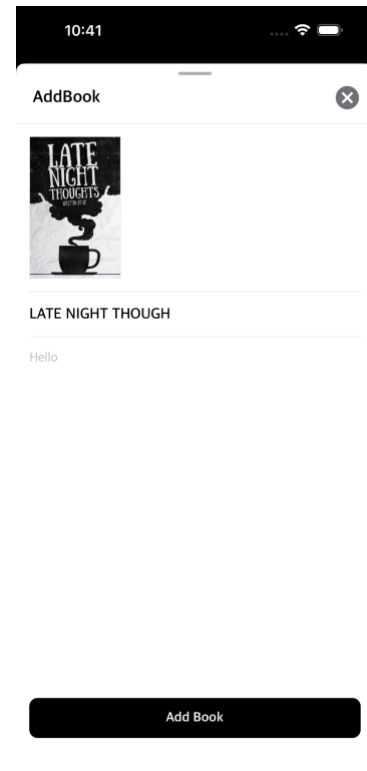 10:41
AddBook
LATE
NIGHT
THOUGHTS
LATE NIGHT THOUGH
Hello
Add Book